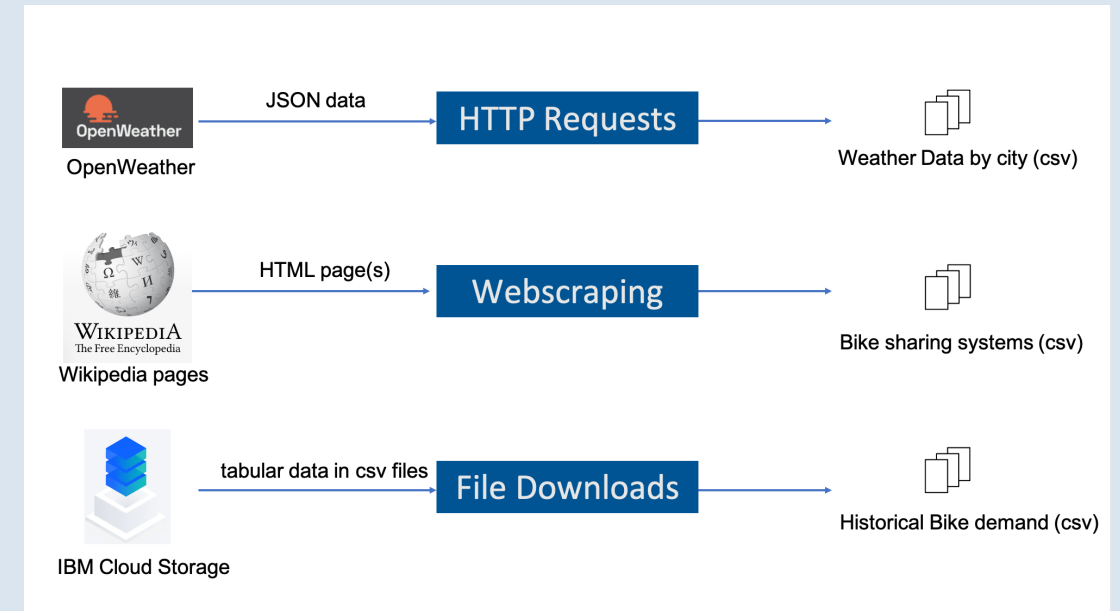 OpenWeather
OpenWeather
JSON data
HTTP Requests
Weather Data by city (csv)
Ω W И 維 7
WIKIPEDIA
The Free Encyclopedia
Wikipedia pages
HTML page(s)
Webscraping
Bike sharing systems (csv)
IBM Cloud Storage
tabular data in csv files
File Downloads
Historical Bike demand (csv)